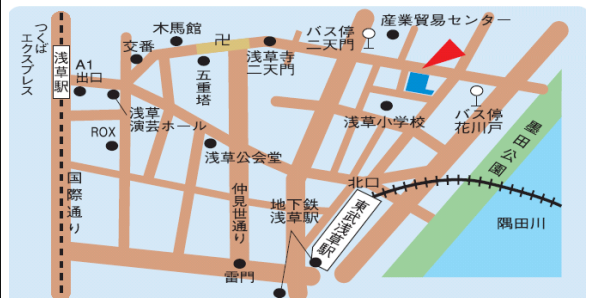 つくば
エクスプレス
浅草駅
A1
出口
交番
木馬館
卍
五重塔
浅草寺
二天門
バス停
二天門
産業貿易センター
浅草
演芸ホール
ROX
浅草公会堂
浅草小学校
バス停
花川戸
墨田公園
国際通り
仲見世通り
雷門
地下鉄
浅草駅
北口
東武浅草駅
隅田川